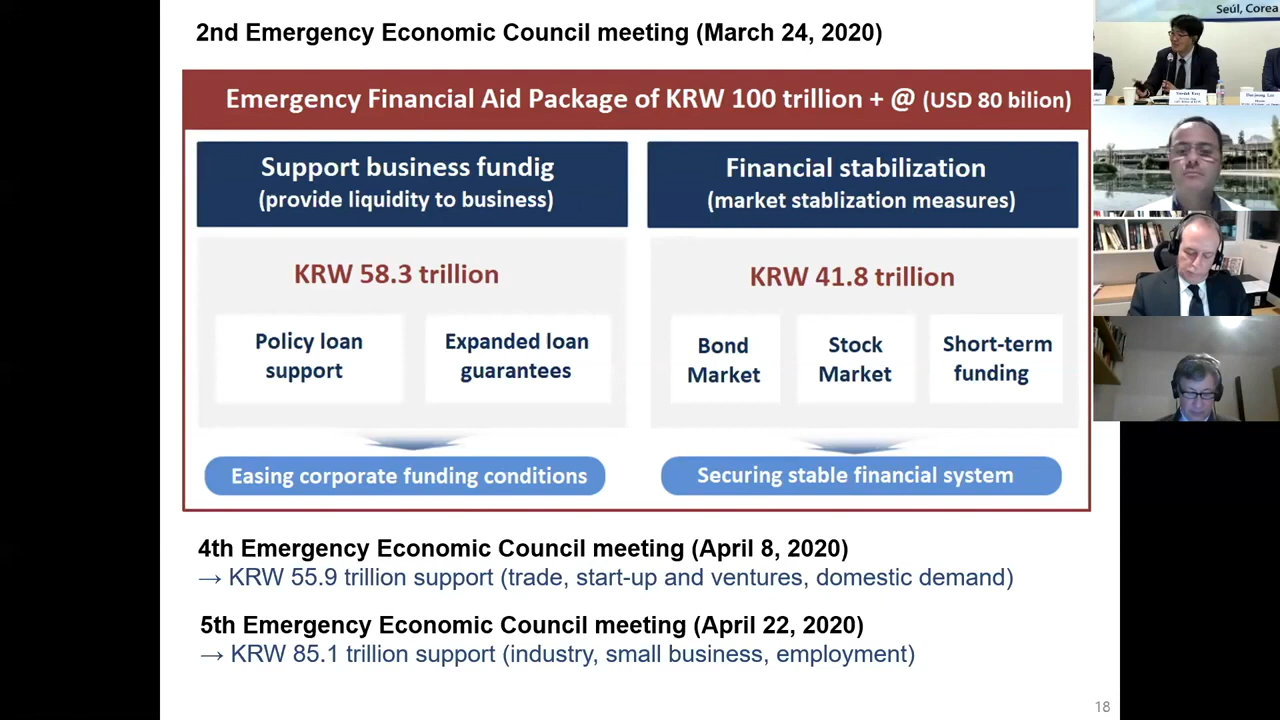 2nd Emergency Economic Council meeting (March 24, 2020)
Emergency Financial Aid Package of KRW 100 trillion + @ (USD 80 bilion)
Support business fundig
(provide liquidity to business)
Financial stabilization
(market stablization measures)
KRW 58.3 trillion
KRW 41.8 trillion
Policy loan
support
Expanded loan
guarantees
Bond
Market
Stock
Market
Short-term
funding
Easing corporate funding conditions
Securing stable financial system
4th Emergency Economic Council meeting (April 8, 2020)
→ KRW 55.9 trillion support (trade, start-up and ventures, domestic demand)
5th Emergency Economic Council meeting (April 22, 2020)
→ KRW 85.1 trillion support (industry, small business, employment)
18
Seúl, Corea